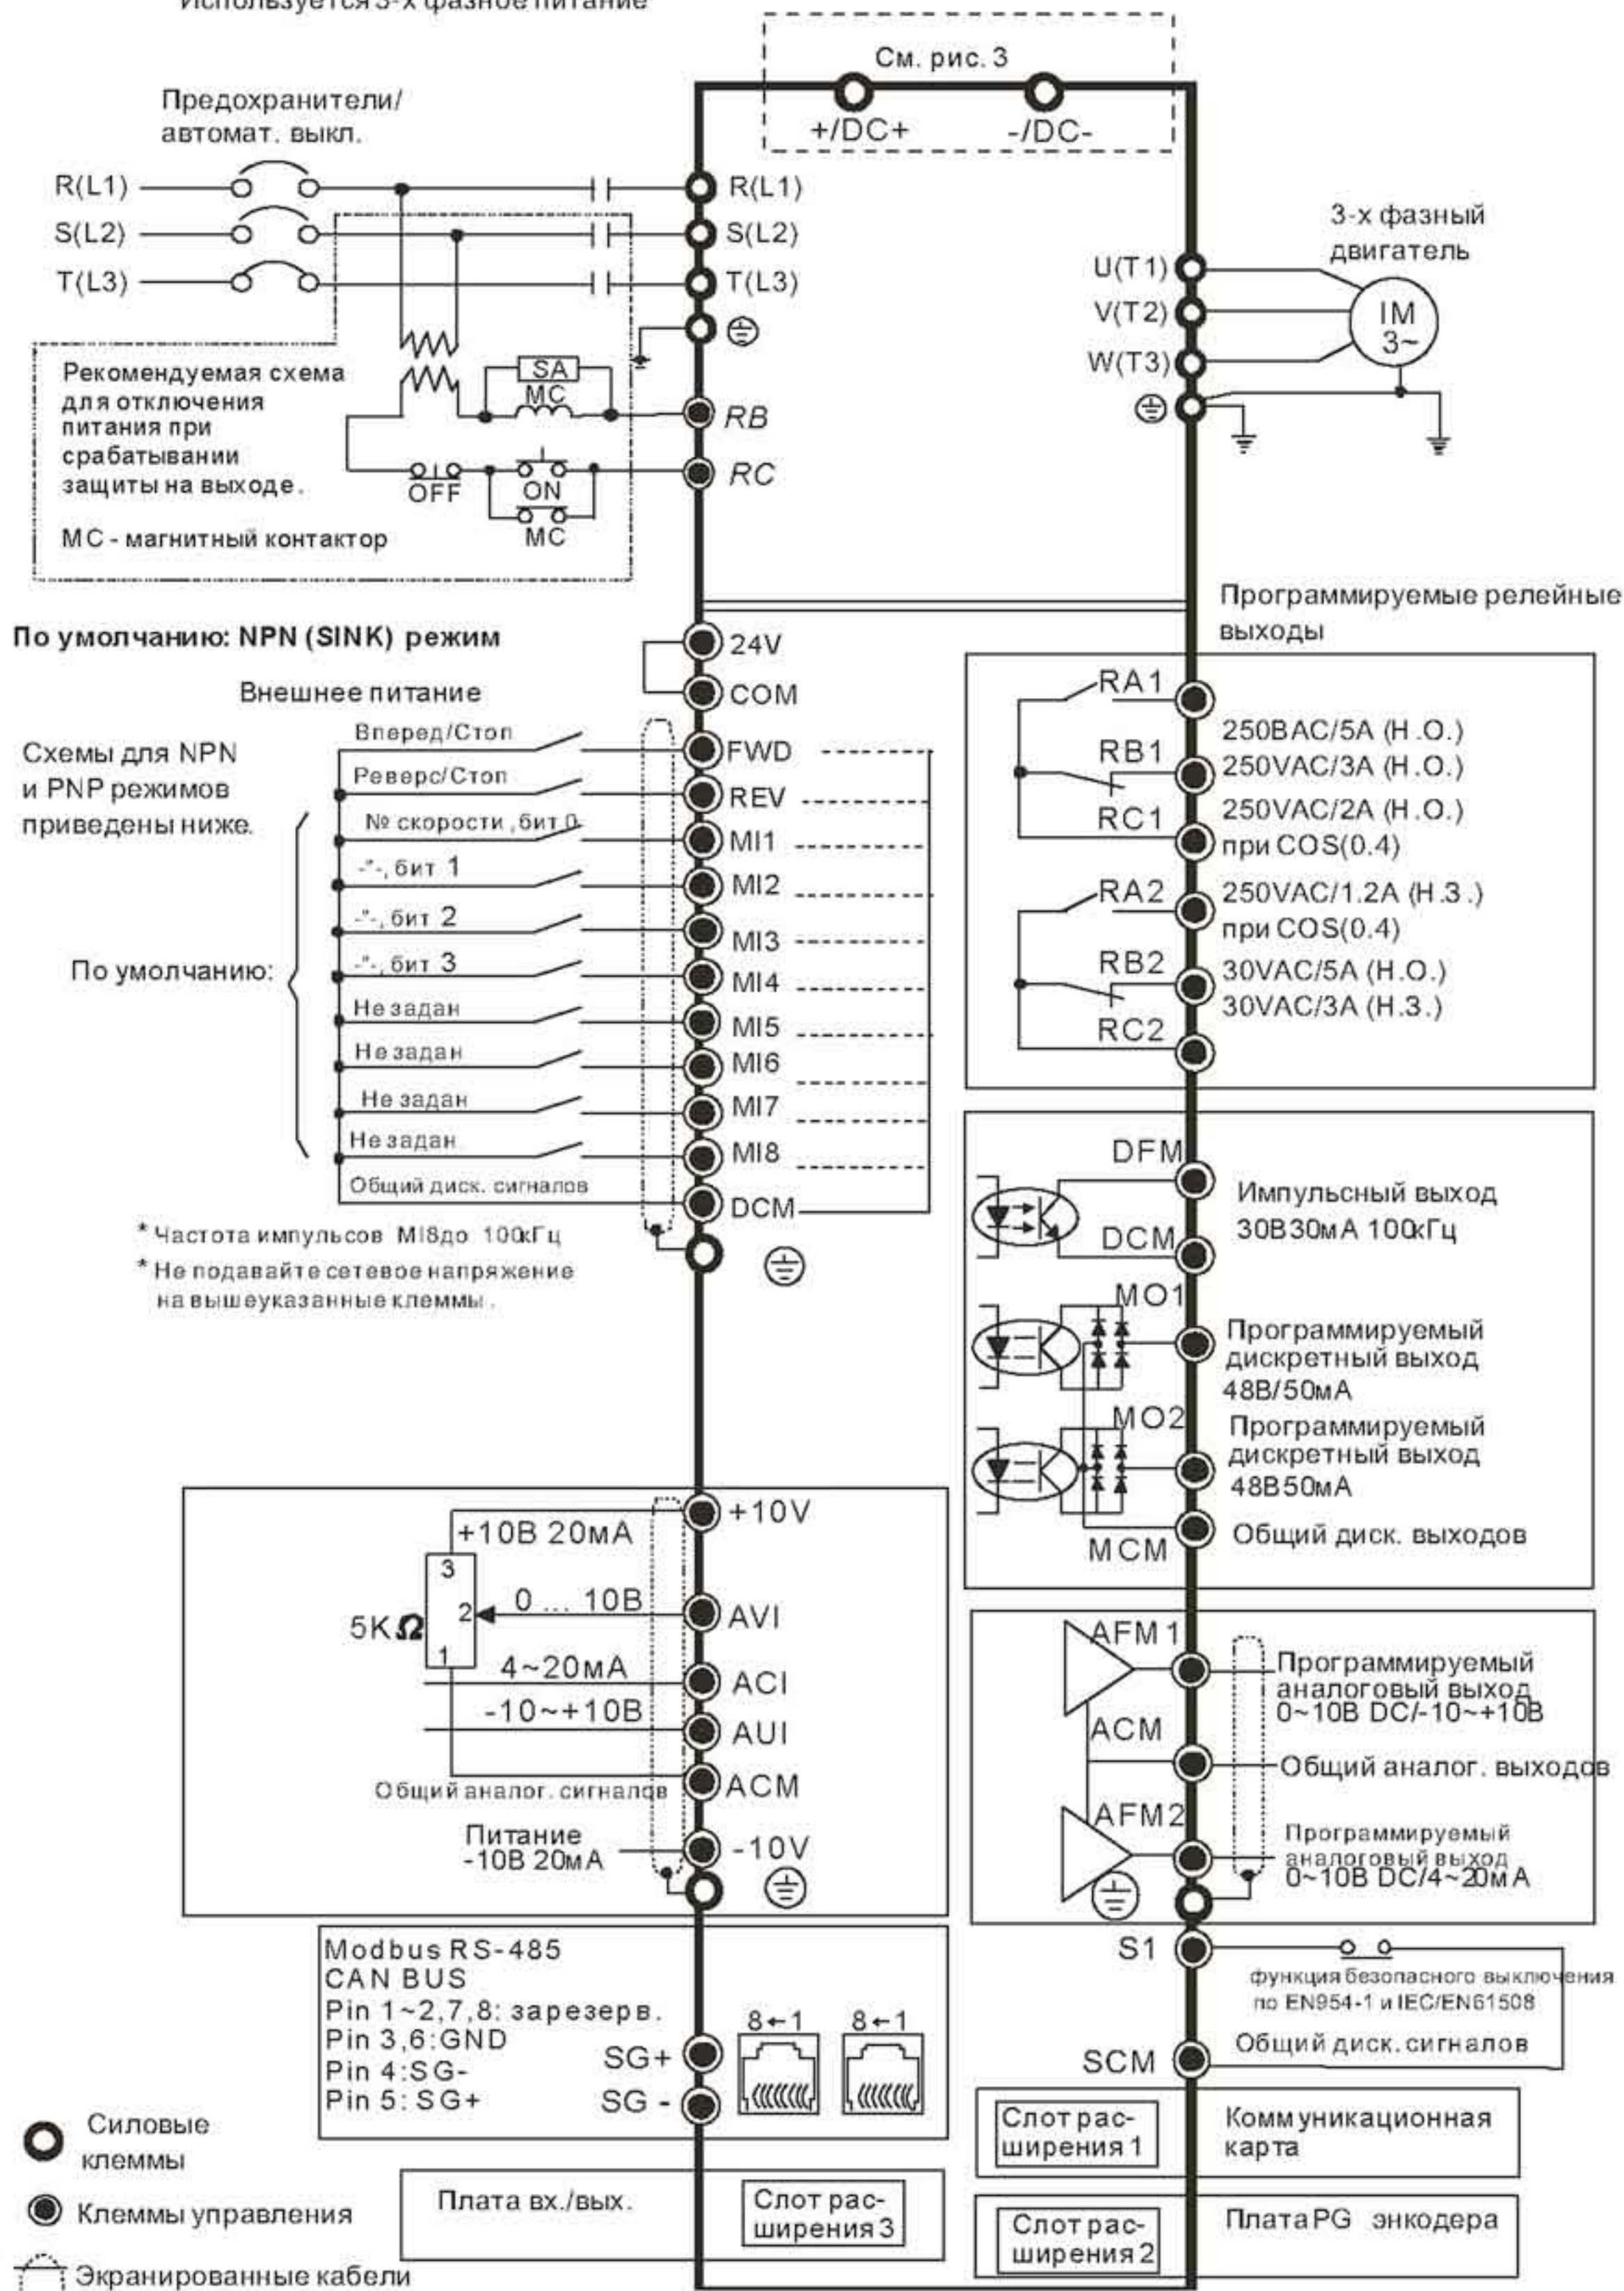 Используется 3-х фазное питание
См. рис. 3
+/DC+
-/DC-
Предохранители/
автомат. выкл.
R(L1)
S(L2)
T(L3)
R(L1)
S(L2)
T(L3)
U(T1)
V(T2)
W(T3)
3-х фазный
двигатель
IM
3~
Рекомендуемая схема
для отключения
питания при
срабатывании
защиты на выходе.
МС - магнитный контактор
SA
MC
RB
OFF
ON
MC
RC
По умолчанию: NPN (SINK) режим
Внешнее питание
Схемы для NPN
и PNP режимов
приведены ниже.
По умолчанию:
24V
COM
Вперед/Стоп
FWD
Реверс/Стоп
REV
№ скорости, бит 0
MI1
-"-, бит 1
MI2
-"-, бит 2
MI3
-"-, бит 3
MI4
Не задан
MI5
Не задан
MI6
Не задан
MI7
Не задан
MI8
Общий диск. сигналов
DCM
* Частота импульсов MI8до 100кГц
* Не подавайте сетевое напряжение
на вышеуказанные клеммы.
Программируемые релейные
выходы
RA1
RB1
RC1
RA2
RB2
RC2
250ВАС/5А (Н.О.)
250VAC/3A (Н.О.)
250VAC/2A (Н.О.)
при COS(0.4)
250VAC/1.2A (Н.З.)
при COS(0.4)
30VAC/5A (Н.О.)
30VAC/3A (Н.З.)
DFM
DCM
Импульсный выход
30В30мА 100кГц
MO1
Программируемый
дискретный выход
48В/50мА
MO2
Программируемый
дискретный выход
48В50мА
MCM
Общий диск. выходов
+10V
+10В 20мА
3
2
1
5KΩ
0 ... 10В
AVI
4~20мА
ACI
-10~+10В
AUI
Общий аналог. сигналов
ACM
Питание
-10В 20мА
-10V
AFM1
Программируемый
аналоговый выход
0~10В DC/-10~+10В
ACM
Общий аналог. выходов
AFM2
Программируемый
аналоговый выход
0~10В DC/4~20мА
S1
функция безопасного выключения
по EN954-1 и IEC/EN61508
Общий диск. сигналов
SCM
Modbus RS-485
CAN BUS
Pin 1~2,7,8: зарезерв.
Pin 3,6:GND
Pin 4:SG-
Pin 5: SG+
SG+
SG -
8←1
8←1
Слот рас-
ширения 1
Коммуникационная
карта
Плата вх./вых.
Слот рас-
ширения 3
Слот рас-
ширения 2
Плата PG энкодера
Силовые
клеммы
Клеммы управления
Экранированные кабели